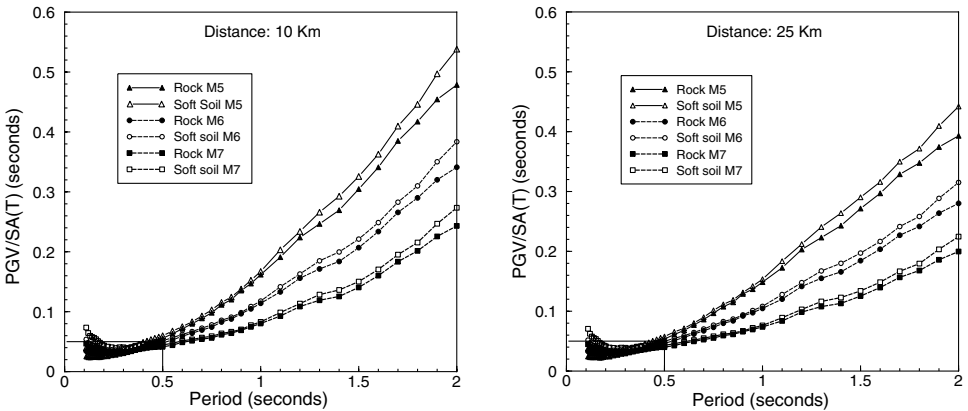 Distance: 10 Km
PGV/SA(T) (seconds)
0.6
0.5
0.4
0.3
0.2
0.1
0
Rock M5
Soft Soil M5
Rock M6
Soft soil M6
Rock M7
Soft soil M7
0 0.5 1 1.5 2
Period (seconds)
Distance: 25 Km
PGV/SA(T) (seconds)
0.6
0.5
0.4
0.3
0.2
0.1
0
Rock M5
Soft soil M5
Rock M6
Soft soil M6
Rock M7
Soft soil M7
0 0.5 1 1.5 2
Period (seconds)